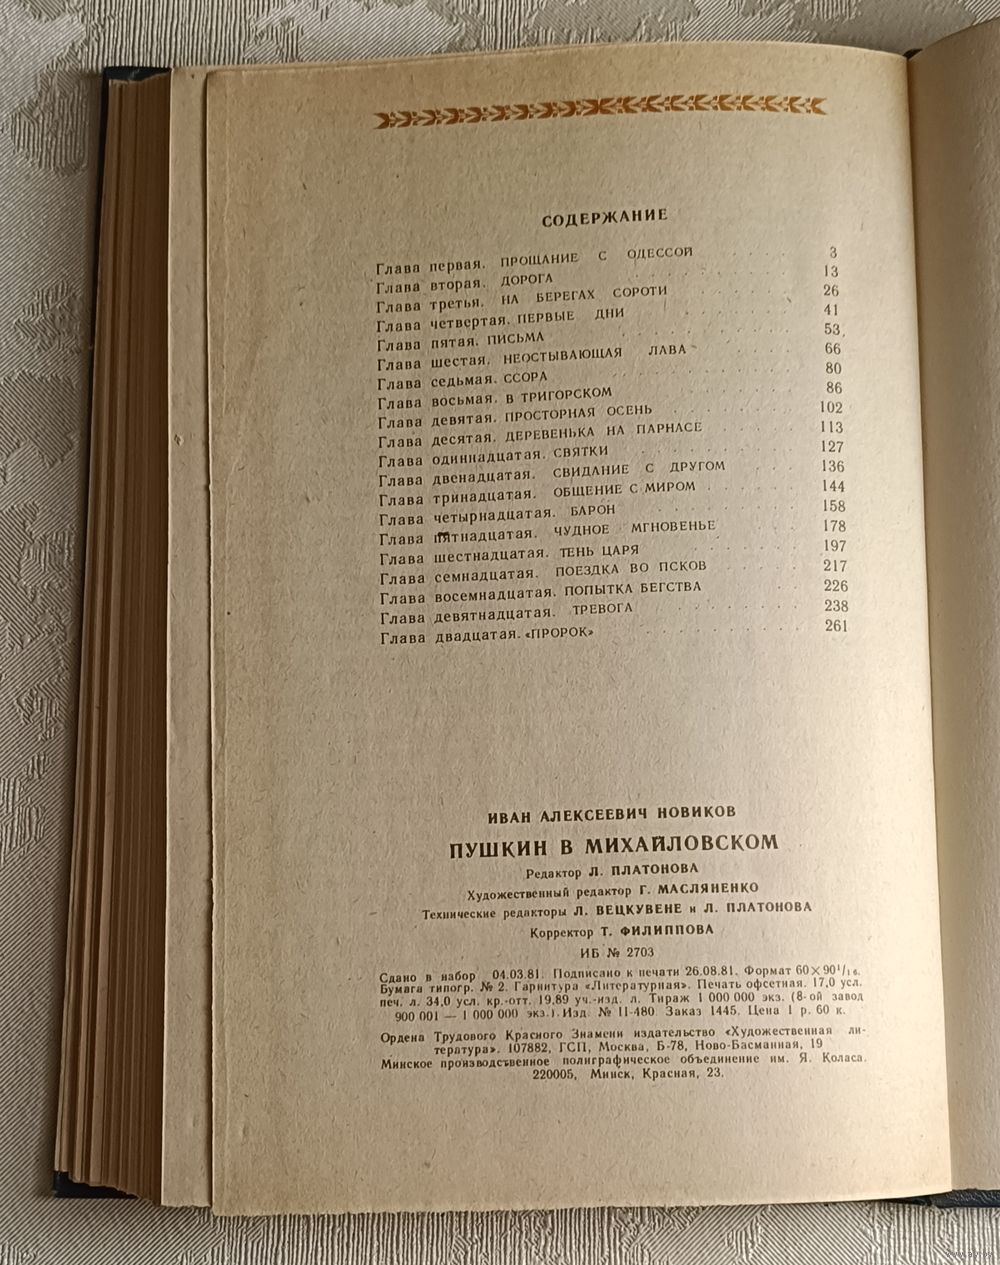 СОДЕРЖАНИЕ
Глава первая. ПРОЩАНИЕ С ОДЕССОЙ . . . . 3
Глава вторая. ДОРОГА . . . . . . . . 13
Глава третья. НА БЕРЕГАХ СОРОТИ . . . . . . 26
Глава четвертая. ПЕРВЫЕ ДНИ . . . . . . . 41
Глава пятая. ПИСЬМА . . . . . . . . 53
Глава шестая. НЕОСТЫВАЮЩАЯ ЛАВА . . . . 66
Глава седьмая. ССОРА . . . . . . . . . 80
Глава восьмая. В ТРИГОРСКОМ . . . . . . 86
Глава девятая. ПРОСТОРНАЯ ОСЕНЬ . . . . . . 102
Глава десятая. ДЕРЕВЕНЬКА НА ПАРНАСЕ . . . . . 113
Глава одиннадцатая. СВЯТКИ . . . . . . . . 127
Глава двенадцатая. СВИДАНИЕ С ДРУГОМ . . . 136
Глава тринадцатая. ОБЩЕНИЕ С МИРОМ . . . . . 144
Глава четырнадцатая. БАРОН . . . . . . . 158
Глава пятнадцатая. ЧУДНОЕ МГНОВЕНЬЕ . . . 178
Глава шестнадцатая. ТЕНЬ ЦАРЯ . . . . . . 197
Глава семнадцатая. ПОЕЗДКА ВО ПСКОВ . . . . . 217
Глава восемнадцатая. ПОПЫТКА БЕГСТВА . . 226
Глава девятнадцатая. ТРЕВОГА . . . . . . . 238
Глава двадцатая. «ПРОРОК» . . . . . . . . 261
ИВАН АЛЕКСЕЕВИЧ НОВИКОВ
ПУШКИН В МИХАЙЛОВСКОМ
Редактор Л. ПЛАТОНОВА
Художественный редактор Г. МАСЛЯНЕНКО
Технические редакторы Л. ВЕЦКУВЕНЕ и Л. ПЛАТОНОВА
Корректор Т. ФИЛИППОВА
ИБ № 2703
Сдано в набор 04.03.81. Подписано к печати 26.08.81. Формат 60×90¹/₁₆.
Бумага типогр. № 2. Гарнитура «Литературная». Печать офсетная. 17,0 усл.
печ. л. 34,0 усл. кр.-отт. 19,89 уч.-изд. л. Тираж 1 000 000 экз. (8-ой завод
900 001 — 1 000 000 экз.). Изд. № II-480. Заказ 1445. Цена 1 р. 60 к.
Ордена Трудового Красного Знамени издательство «Художественная ли-
тература». 107882, ГСП, Москва, Б-78, Ново-Басманная, 19
Минское производственное полиграфическое объединение им. Я. Коласа.
220005, Минск, Красная, 23.